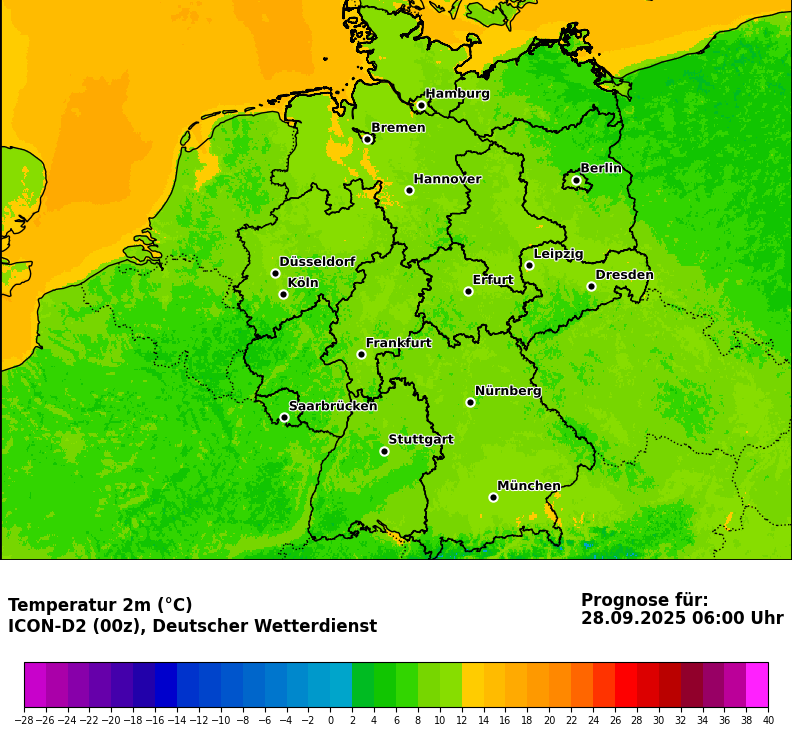 Hamburg
Bremen
Berlin
Hannover
Leipzig
Düsseldorf
Dresden
Köln
Erfurt
Frankfurt
Nürnberg
Saarbrücken
Stuttgart
München
Temperatur 2m (°C)
ICON-D2 (00z), Deutscher Wetterdienst
Prognose für:
28.09.2025 06:00 Uhr
−28 −26 −24 −22 −20 −18 −16 −14 −12 −10 −8 −6 −4 −2 0 2 4 6 8 10 12 14 16 18 20 22 24 26 28 30 32 34 36 38 40